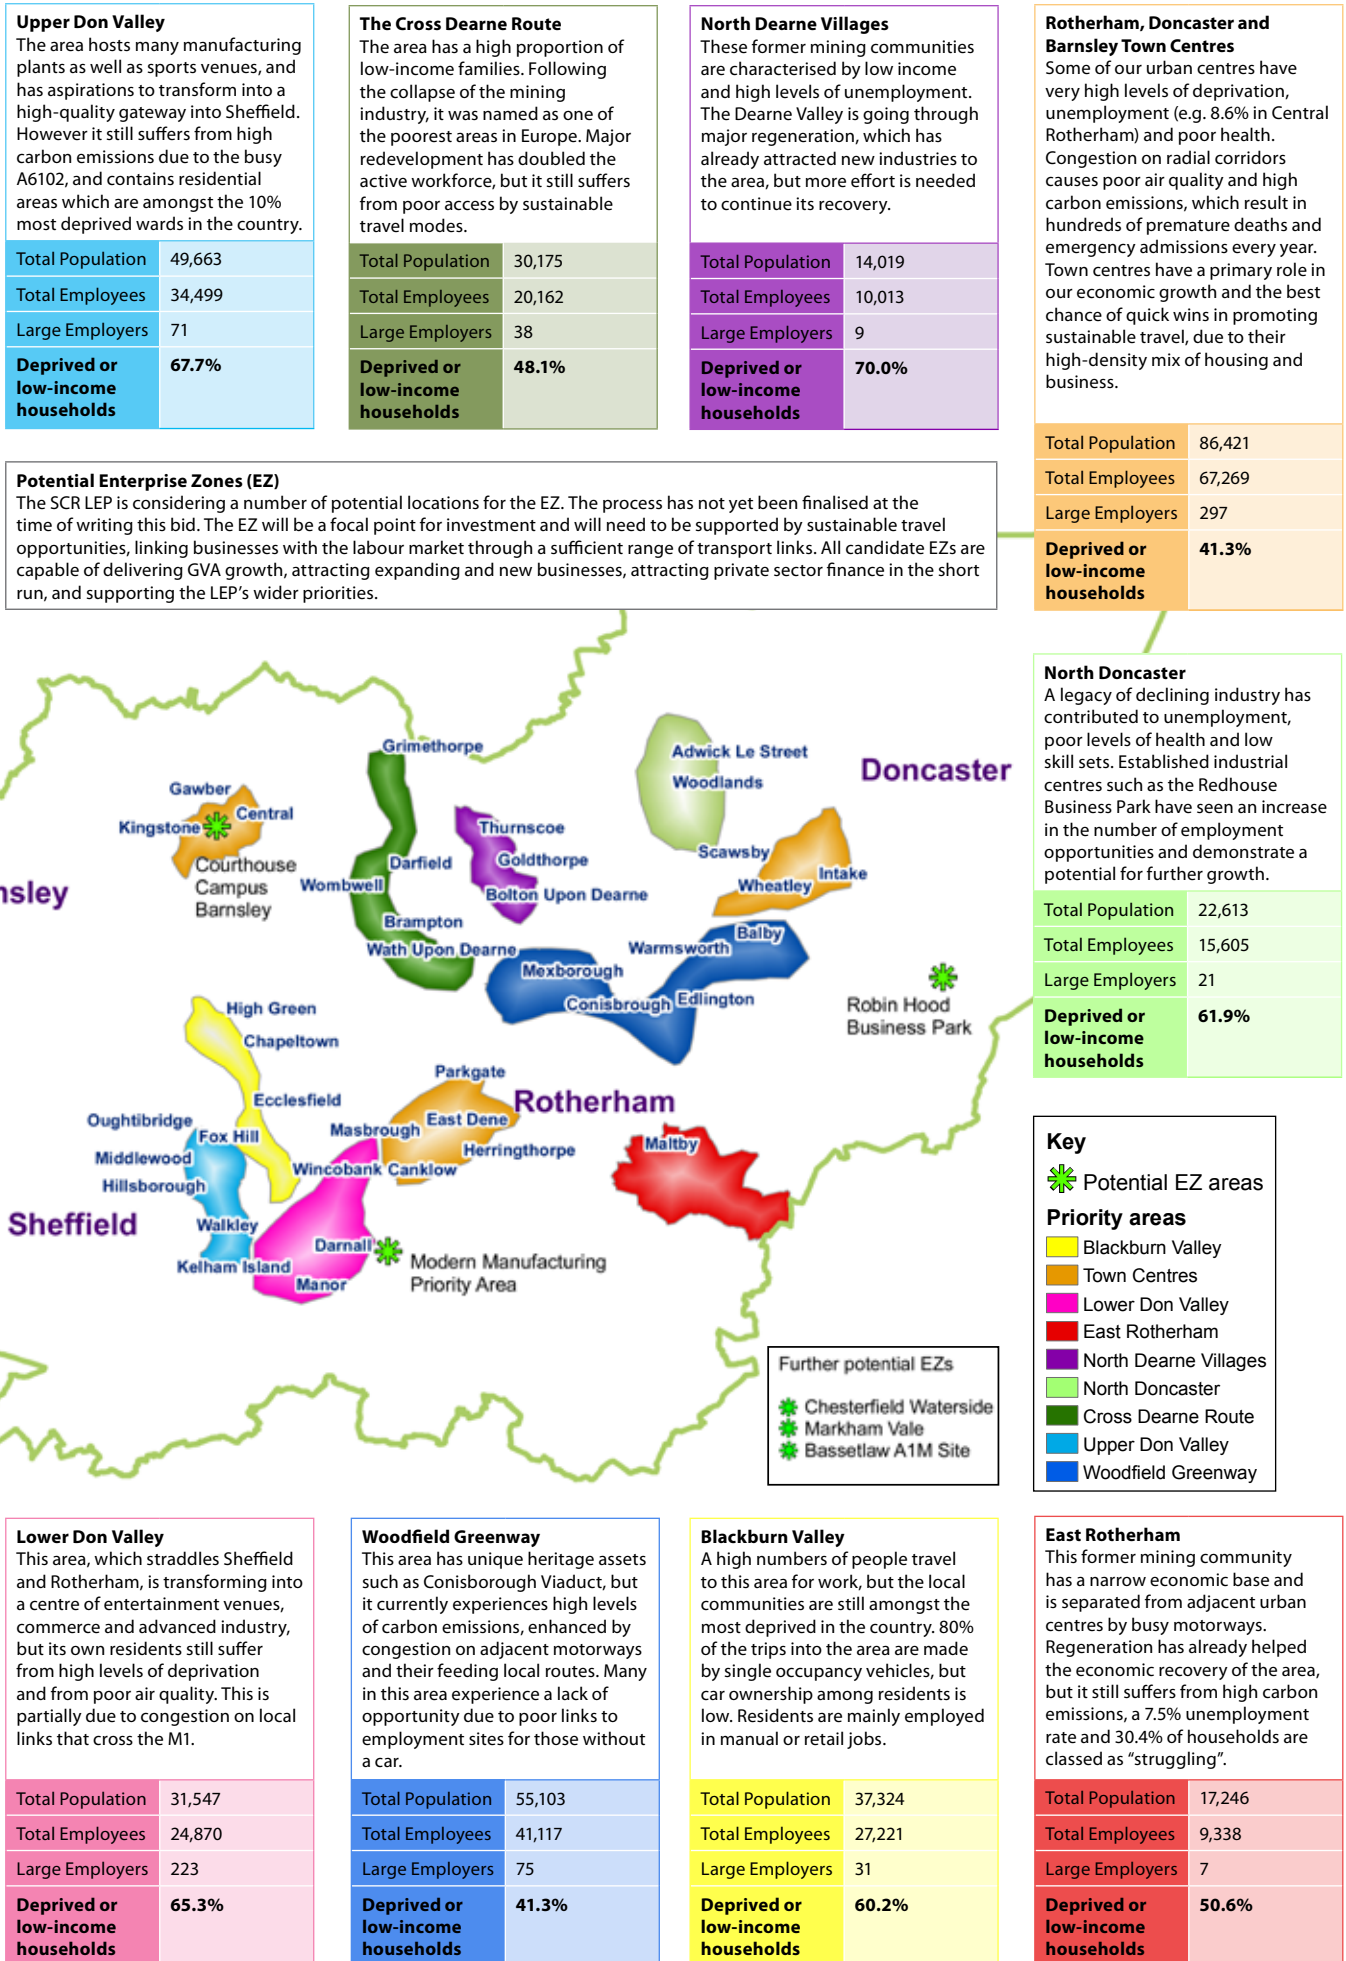 Upper Don Valley
The area hosts many manufacturing
plants as well as sports venues, and
has aspirations to transform into a
high-quality gateway into Sheffield.
However it still suffers from high
carbon emissions due to the busy
A6102, and contains residential
areas which are amongst the 10%
most deprived wards in the country.
Total Population 49,663
Total Employees 34,499
Large Employers 71
Deprived or 67.7%
low-income
households
The Cross Dearne Route
The area has a high proportion of
low-income families. Following
the collapse of the mining
industry, it was named as one of
the poorest areas in Europe. Major
redevelopment has doubled the
active workforce, but it still suffers
from poor access by sustainable
travel modes.
Total Population 30,175
Total Employees 20,162
Large Employers 38
Deprived or 48.1%
low-income
households
North Dearne Villages
These former mining communities
are characterised by low income
and high levels of unemployment.
The Dearne Valley is going through
major regeneration, which has
already attracted new industries to
the area, but more effort is needed
to continue its recovery.
Total Population 14,019
Total Employees 10,013
Large Employers 9
Deprived or 70.0%
low-income
households
Rotherham, Doncaster and
Barnsley Town Centres
Some of our urban centres have
very high levels of deprivation,
unemployment (e.g. 8.6% in Central
Rotherham) and poor health.
Congestion on radial corridors
causes poor air quality and high
carbon emissions, which result in
hundreds of premature deaths and
emergency admissions every year.
Town centres have a primary role in
our economic growth and the best
chance of quick wins in promoting
sustainable travel, due to their
high-density mix of housing and
business.
Total Population 86,421
Total Employees 67,269
Large Employers 297
Deprived or 41.3%
low-income
households
Potential Enterprise Zones (EZ)
The SCR LEP is considering a number of potential locations for the EZ. The process has not yet been finalised at the
time of writing this bid. The EZ will be a focal point for investment and will need to be supported by sustainable travel
opportunities, linking businesses with the labour market through a sufficient range of transport links. All candidate EZs are
capable of delivering GVA growth, attracting expanding and new businesses, attracting private sector finance in the short
run, and supporting the LEP's wider priorities.
North Doncaster
A legacy of declining industry has
contributed to unemployment,
poor levels of health and low
skill sets. Established industrial
centres such as the Redhouse
Business Park have seen an increase
in the number of employment
opportunities and demonstrate a
potential for further growth.
Total Population 22,613
Total Employees 15,605
Large Employers 21
Deprived or 61.9%
low-income
households
Grimethorpe
Adwick Le Street
Woodlands
Doncaster
Gawber
Central
Kingstone
Courthouse
Campus
Barnsley
nsley
Thurnscoe
Goldthorpe
Bolton Upon Dearne
Darfield
Wombwell
Brampton
Wath Upon Dearne
Scawsby
Intake
Wheatley
Balby
Warmsworth
Mexborough
Conisbrough
Edlington
Robin Hood
Business Park
High Green
Chapeltown
Ecclesfield
Parkgate
Rotherham
East Dene
Masbrough
Herringthorpe
Wincobank
Canklow
Maltby
Oughtibridge
Fox Hill
Middlewood
Hillsborough
Sheffield
Walkley
Kelham Island
Darnall
Manor
Modern Manufacturing
Priority Area
Further potential EZs
Chesterfield Waterside
Markham Vale
Bassetlaw A1M Site
Key
Potential EZ areas
Priority areas
Blackburn Valley
Town Centres
Lower Don Valley
East Rotherham
North Dearne Villages
North Doncaster
Cross Dearne Route
Upper Don Valley
Woodfield Greenway
Lower Don Valley
This area, which straddles Sheffield
and Rotherham, is transforming into
a centre of entertainment venues,
commerce and advanced industry,
but its own residents still suffer
from high levels of deprivation
and from poor air quality. This is
partially due to congestion on local
links that cross the M1.
Total Population 31,547
Total Employees 24,870
Large Employers 223
Deprived or 65.3%
low-income
households
Woodfield Greenway
This area has unique heritage assets
such as Conisborough Viaduct, but
it currently experiences high levels
of carbon emissions, enhanced by
congestion on adjacent motorways
and their feeding local routes. Many
in this area experience a lack of
opportunity due to poor links to
employment sites for those without
a car.
Total Population 55,103
Total Employees 41,117
Large Employers 75
Deprived or 41.3%
low-income
households
Blackburn Valley
A high numbers of people travel
to this area for work, but the local
communities are still amongst the
most deprived in the country. 80%
of the trips into the area are made
by single occupancy vehicles, but
car ownership among residents is
low. Residents are mainly employed
in manual or retail jobs.
Total Population 37,324
Total Employees 27,221
Large Employers 31
Deprived or 60.2%
low-income
households
East Rotherham
This former mining community
has a narrow economic base and
is separated from adjacent urban
centres by busy motorways.
Regeneration has already helped
the economic recovery of the area,
but it still suffers from high carbon
emissions, a 7.5% unemployment
rate and 30.4% of households are
classed as "struggling".
Total Population 17,246
Total Employees 9,338
Large Employers 7
Deprived or 50.6%
low-income
households